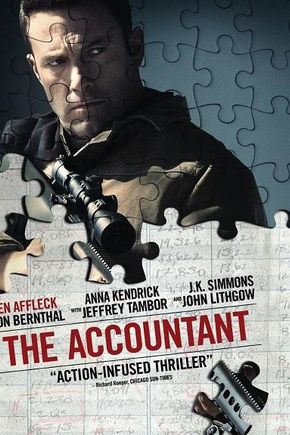 EN AFFLECK
ANNA KENDRICK
J.K. SIMMONS
ON BERNTHAL
WITH JEFFREY TAMBOR
AND JOHN LITHGOW
THE ACCOUNTANT
"ACTION-INFUSED THRILLER"
– Richard Roeper, CHICAGO SUN-TIMES